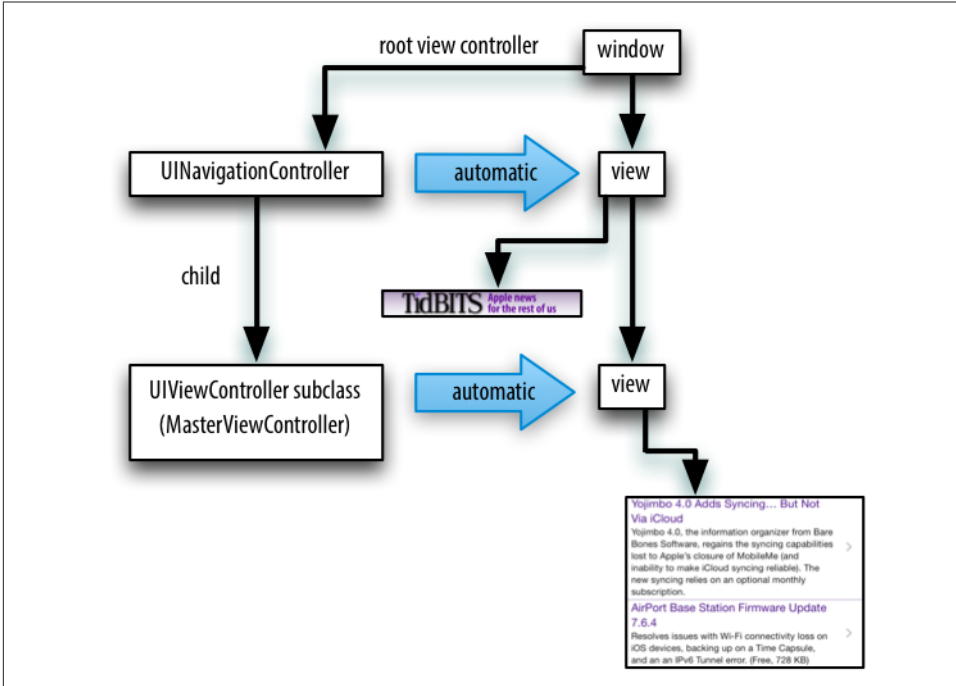 root view controller
window
UINavigationController
automatic
view
child
TidBITS Apple news
for the rest of us
UIViewController subclass
(MasterViewController)
automatic
view
Yojimbo 4.0 Adds Syncing... But Not
Via iCloud
Yojimbo 4.0, the information organizer from Bare
Bones Software, regains the syncing capabilities
lost to Apple's closure of MobileMe (and
inability to make iCloud syncing reliable). The
new syncing relies on an optional monthly
subscription.
AirPort Base Station Firmware Update
7.6.4
Resolves issues with Wi-Fi connectivity loss on
iOS devices, backing up on a Time Capsule,
and an an IPv6 Tunnel error. (Free, 728 KB)